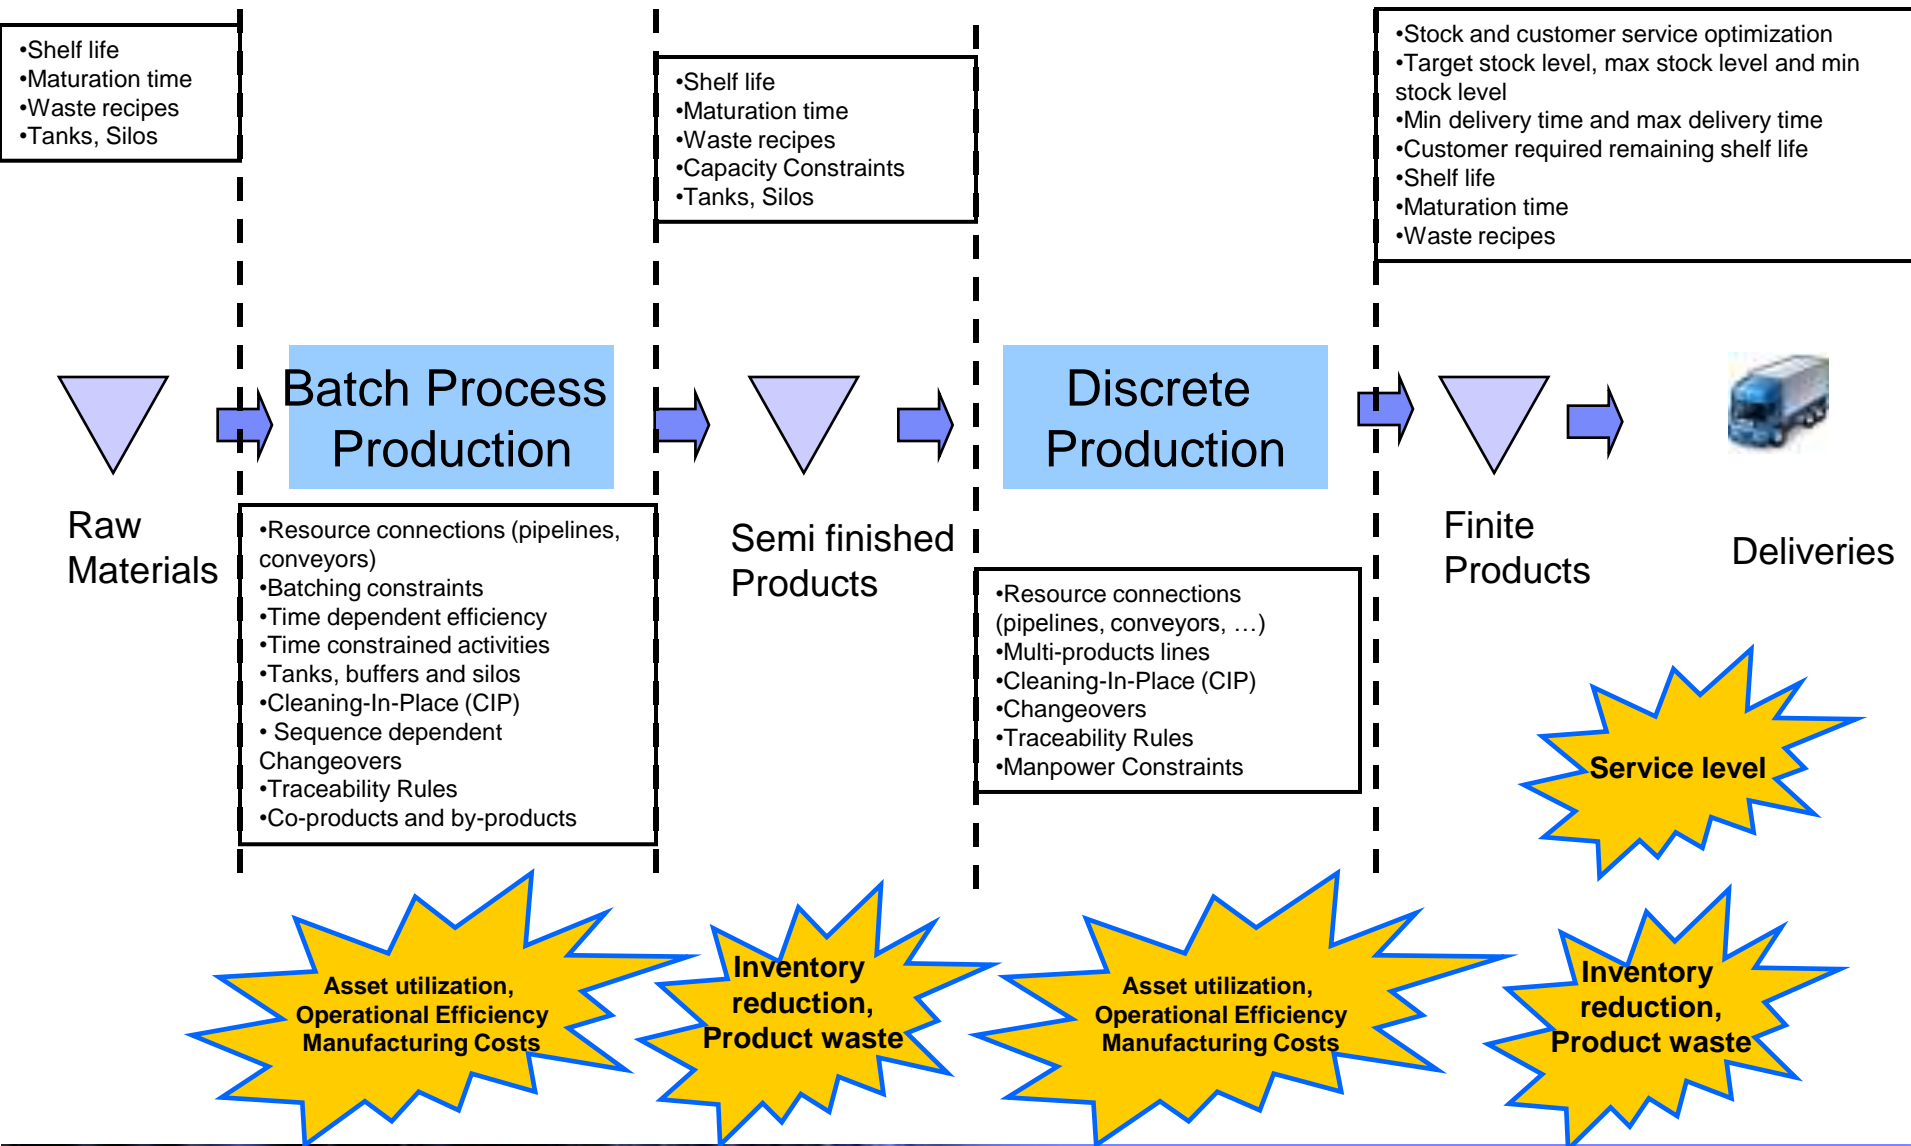 •Shelf life
•Maturation time
•Waste recipes
•Tanks, Silos
•Shelf life
•Maturation time
•Waste recipes
•Capacity Constraints
•Tanks, Silos
•Stock and customer service optimization
•Target stock level, max stock level and min
stock level
•Min delivery time and max delivery time
•Customer required remaining shelf life
•Shelf life
•Maturation time
•Waste recipes
Batch Process
Production
Discrete
Production
Raw
Materials
•Resource connections (pipelines,
conveyors)
•Batching constraints
•Time dependent efficiency
•Time constrained activities
•Tanks, buffers and silos
•Cleaning-In-Place (CIP)
• Sequence dependent
Changeovers
•Traceability Rules
•Co-products and by-products
Semi finished
Products
•Resource connections
(pipelines, conveyors, …)
•Multi-products lines
•Cleaning-In-Place (CIP)
•Changeovers
•Traceability Rules
•Manpower Constraints
Finite
Products
Deliveries
Service level
Asset utilization,
Operational Efficiency
Manufacturing Costs
Inventory
reduction,
Product waste
Asset utilization,
Operational Efficiency
Manufacturing Costs
Inventory
reduction,
Product waste